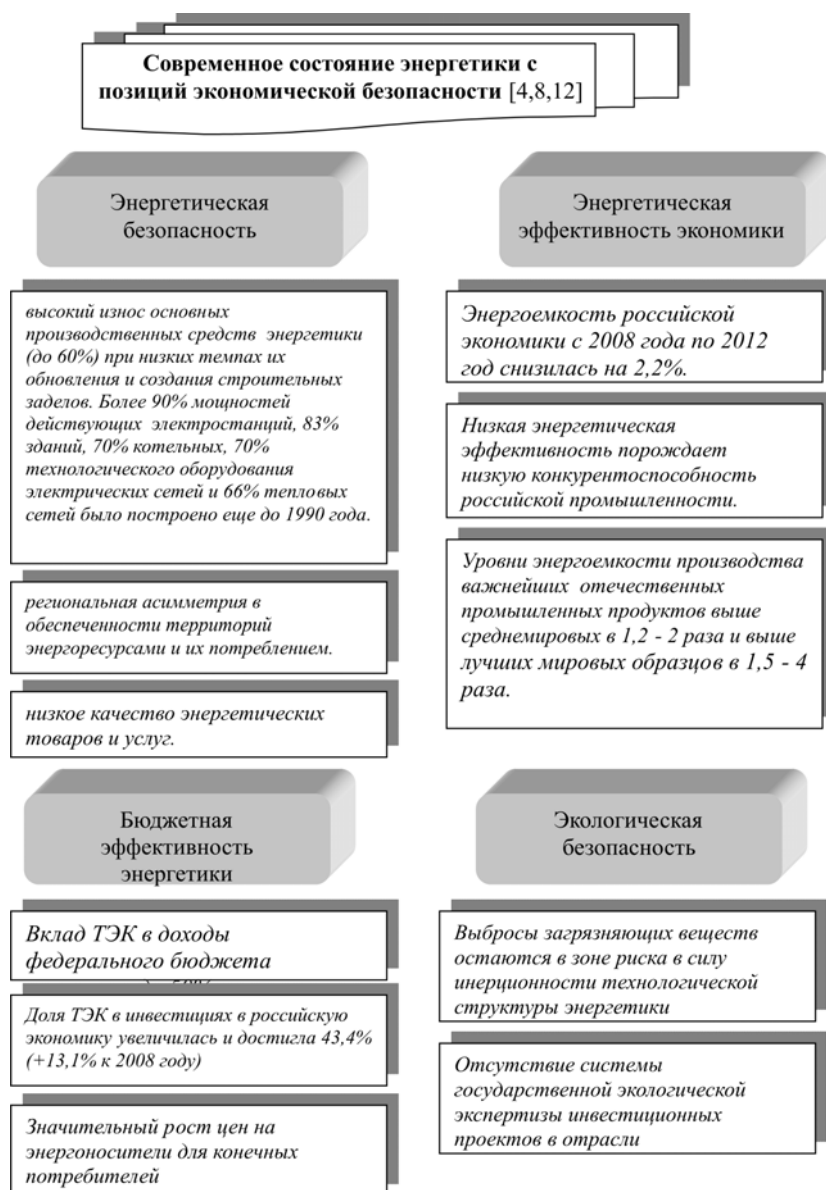 Современное состояние энергетики с
позиций экономической безопасности [4,8,12]
Энергетическая
безопасность
высокий износ основных
производственных средств энергетики
(до 60%) при низких темпах их
обновления и создания строительных
заделов. Более 90% мощностей
действующих электростанций, 83%
зданий, 70% котельных, 70%
технологического оборудования
электрических сетей и 66% тепловых
сетей было построено еще до 1990 года.
региональная асимметрия в
обеспеченности территорий
энергоресурсами и их потреблением.
низкое качество энергетических
товаров и услуг.
Энергетическая
эффективность экономики
Энергоемкость российской
экономики с 2008 года по 2012
год снизилась на 2,2%.
Низкая энергетическая
эффективность порождает
низкую конкурентоспособность
российской промышленности.
Уровни энергоемкости производства
важнейших отечественных
промышленных продуктов выше
среднемировых в 1,2 - 2 раза и выше
лучших мировых образцов в 1,5 - 4
раза.
Бюджетная
эффективность
энергетики
Вклад ТЭК в доходы
федерального бюджета
Доля ТЭК в инвестициях в российскую
экономику увеличилась и достигла 43,4%
(+13,1% к 2008 году)
Значительный рост цен на
энергоносители для конечных
потребителей
Экологическая
безопасность
Выбросы загрязняющих веществ
остаются в зоне риска в силу
инерционности технологической
структуры энергетики
Отсутствие системы
государственной экологической
экспертизы инвестиционных
проектов в отрасли